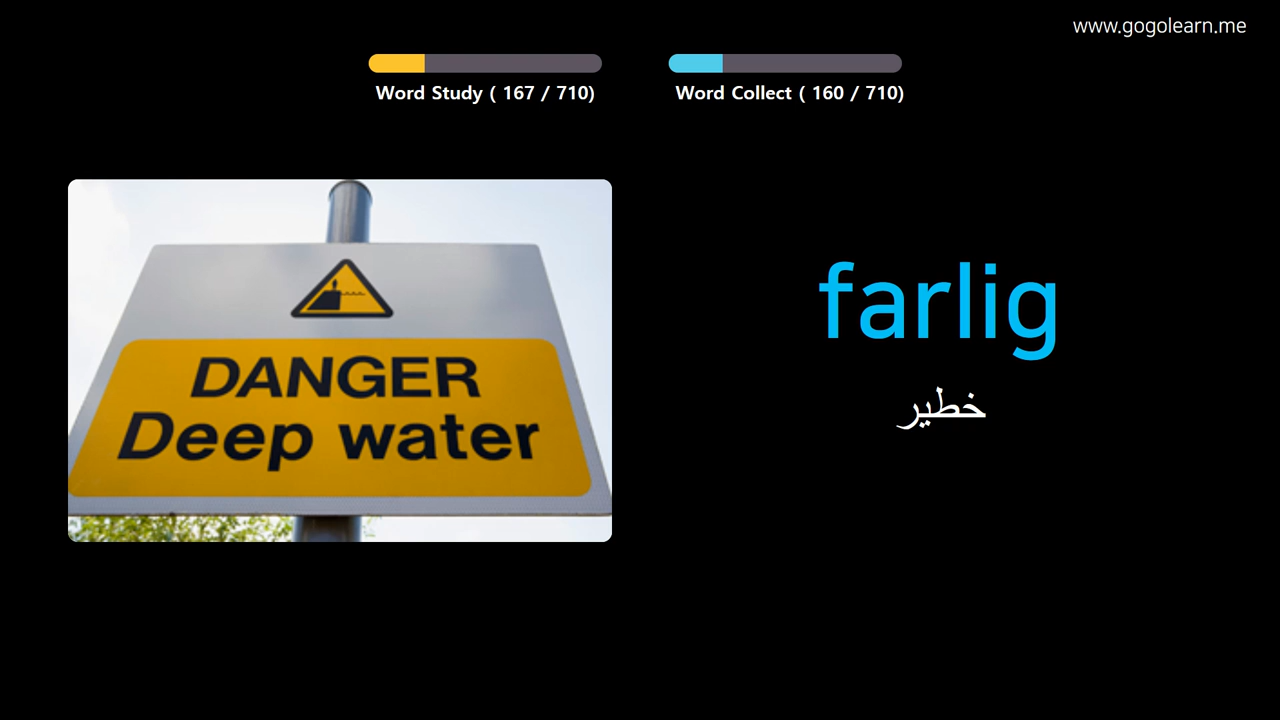 www.gogolearn.me
Word Study ( 167 / 710)
Word Collect ( 160 / 710)
DANGER
Deep water
farlig
خطير